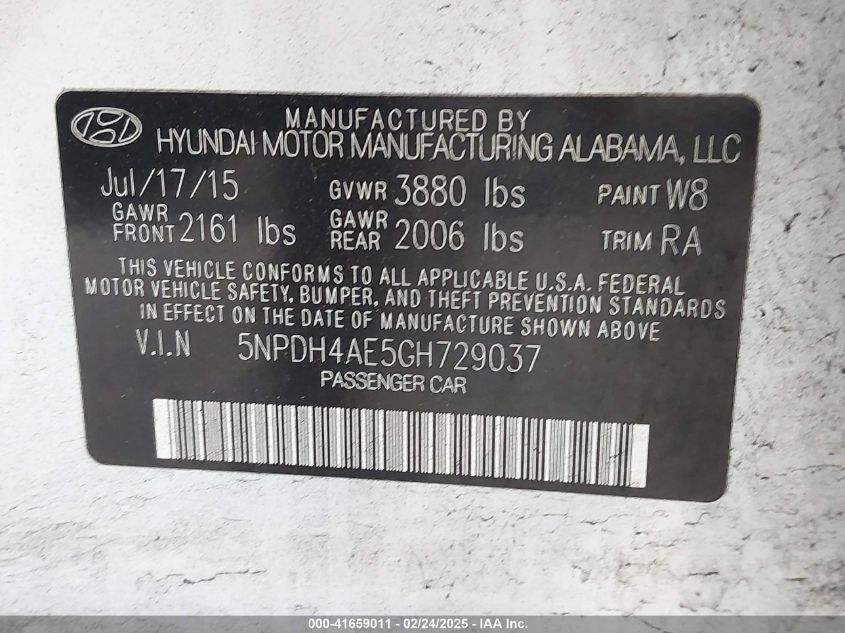 MANUFACTURED BY
HYUNDAI MOTOR MANUFACTURING ALABAMA, LLC
Jul/17/15 GVWR 3880 lbs PAINT W8
GAWR FRONT 2161 lbs GAWR REAR 2006 lbs TRIM RA
THIS VEHICLE CONFORMS TO ALL APPLICABLE U.S.A. FEDERAL
MOTOR VEHICLE SAFETY, BUMPER, AND THEFT PREVENTION STANDARDS
IN EFFECT ON THE DATE OF MANUFACTURE SHOWN ABOVE
V.I.N 5NPDH4AE5GH729037
PASSENGER CAR
000-41659011 - 02/24/2025 - IAA Inc.